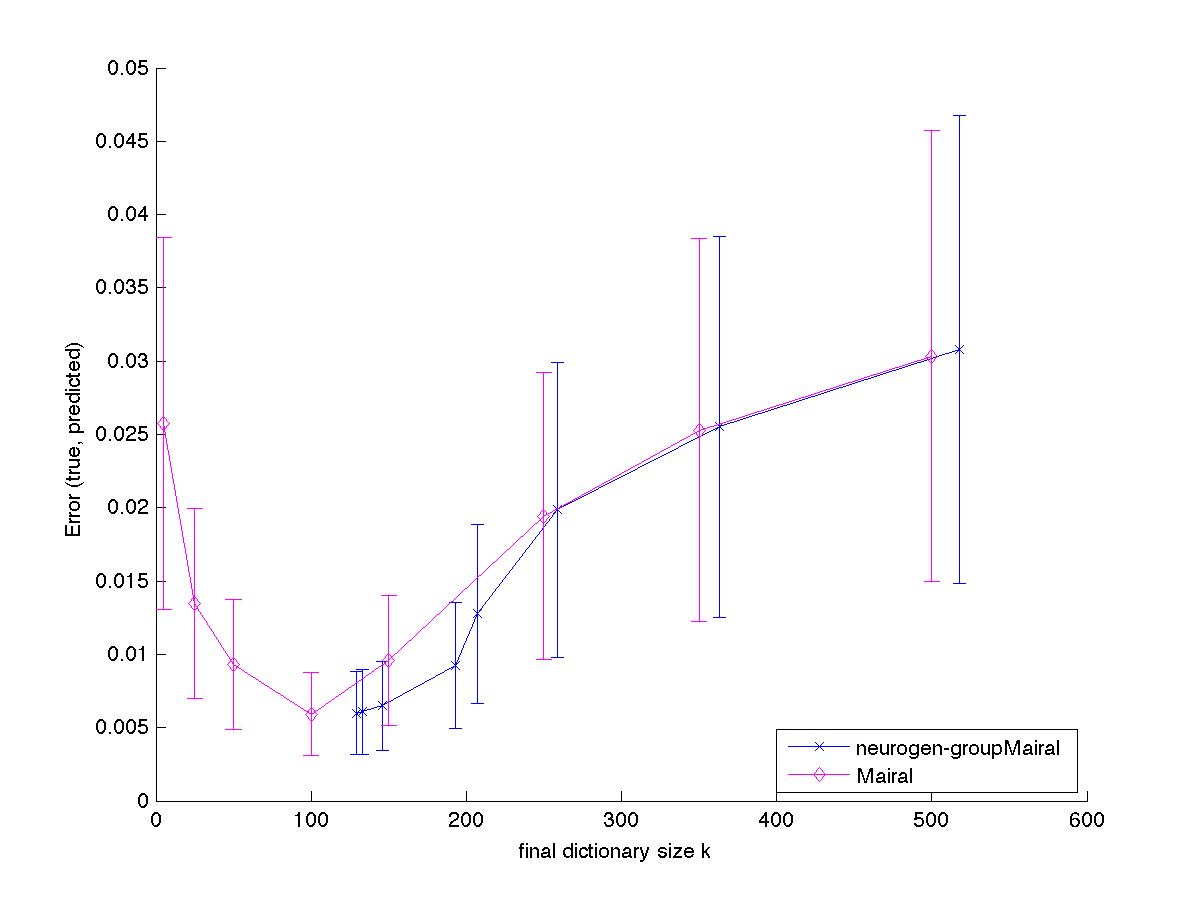 0.05
0.045
0.04
0.035
0.03
0.025
0.02
0.015
0.01
0.005
0
Error (true, predicted)
0 100 200 300 400 500 600
final dictionary size k
neurogen-groupMairal
Mairal